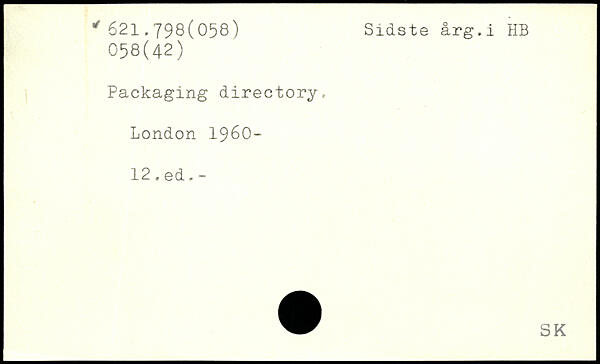 621.798(058) Sidste årg.i HB
058(42)
Packaging directory.
London 1960-
12.ed.-
SK